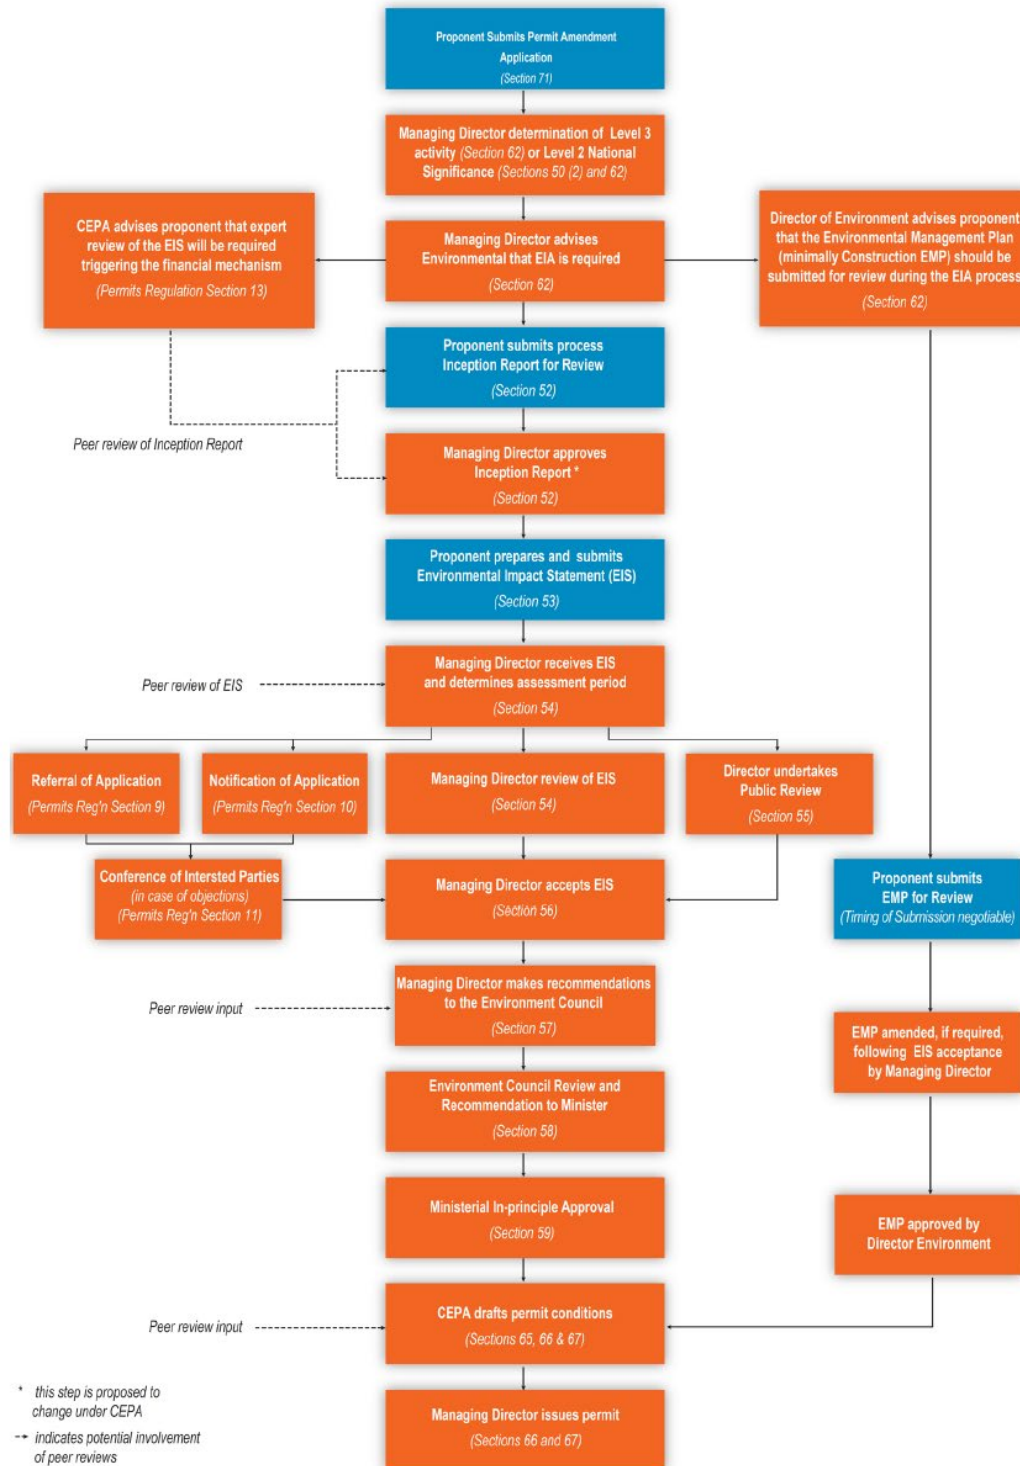 Proponent Submits Permit Amendment
Application
(Section 71)
Managing Director determination of Level 3
activity (Section 62) or Level 2 National
Significance (Sections 50 (2) and 62)
CEPA advises proponent that expert
review of the EIS will be required
triggering the financial mechanism
(Permits Regulation Section 13)
Managing Director advises
Environmental that EIA is required
(Section 62)
Director of Environment advises proponent
that the Environmental Management Plan
(minimally Construction EMP) should be
submitted for review during the EIA process
(Section 62)
Proponent submits process
Inception Report for Review
(Section 52)
Peer review of Inception Report
Managing Director approves
Inception Report *
(Section 52)
Proponent prepares and submits
Environmental Impact Statement (EIS)
(Section 53)
Peer review of EIS
Managing Director receives EIS
and determines assessment period
(Section 54)
Referral of Application
(Permits Reg'n Section 9)
Notification of Application
(Permits Reg'n Section 10)
Managing Director review of EIS
(Section 54)
Director undertakes
Public Review
(Section 55)
Conference of Intersted Parties
(in case of objections)
(Permits Reg'n Section 11)
Managing Director accepts EIS
(Section 56)
Proponent submits
EMP for Review
(Timing of Submission negotiable)
Peer review input
Managing Director makes recommendations
to the Environment Council
(Section 57)
EMP amended, if required,
following EIS acceptance
by Managing Director
Environment Council Review and
Recommendation to Minister
(Section 58)
Ministerial In-principle Approval
(Section 59)
EMP approved by
Director Environment
Peer review input
CEPA drafts permit conditions
(Sections 65, 66 & 67)
Managing Director issues permit
(Sections 66 and 67)
* this step is proposed to
change under CEPA
indicates potential involvement
of peer reviews